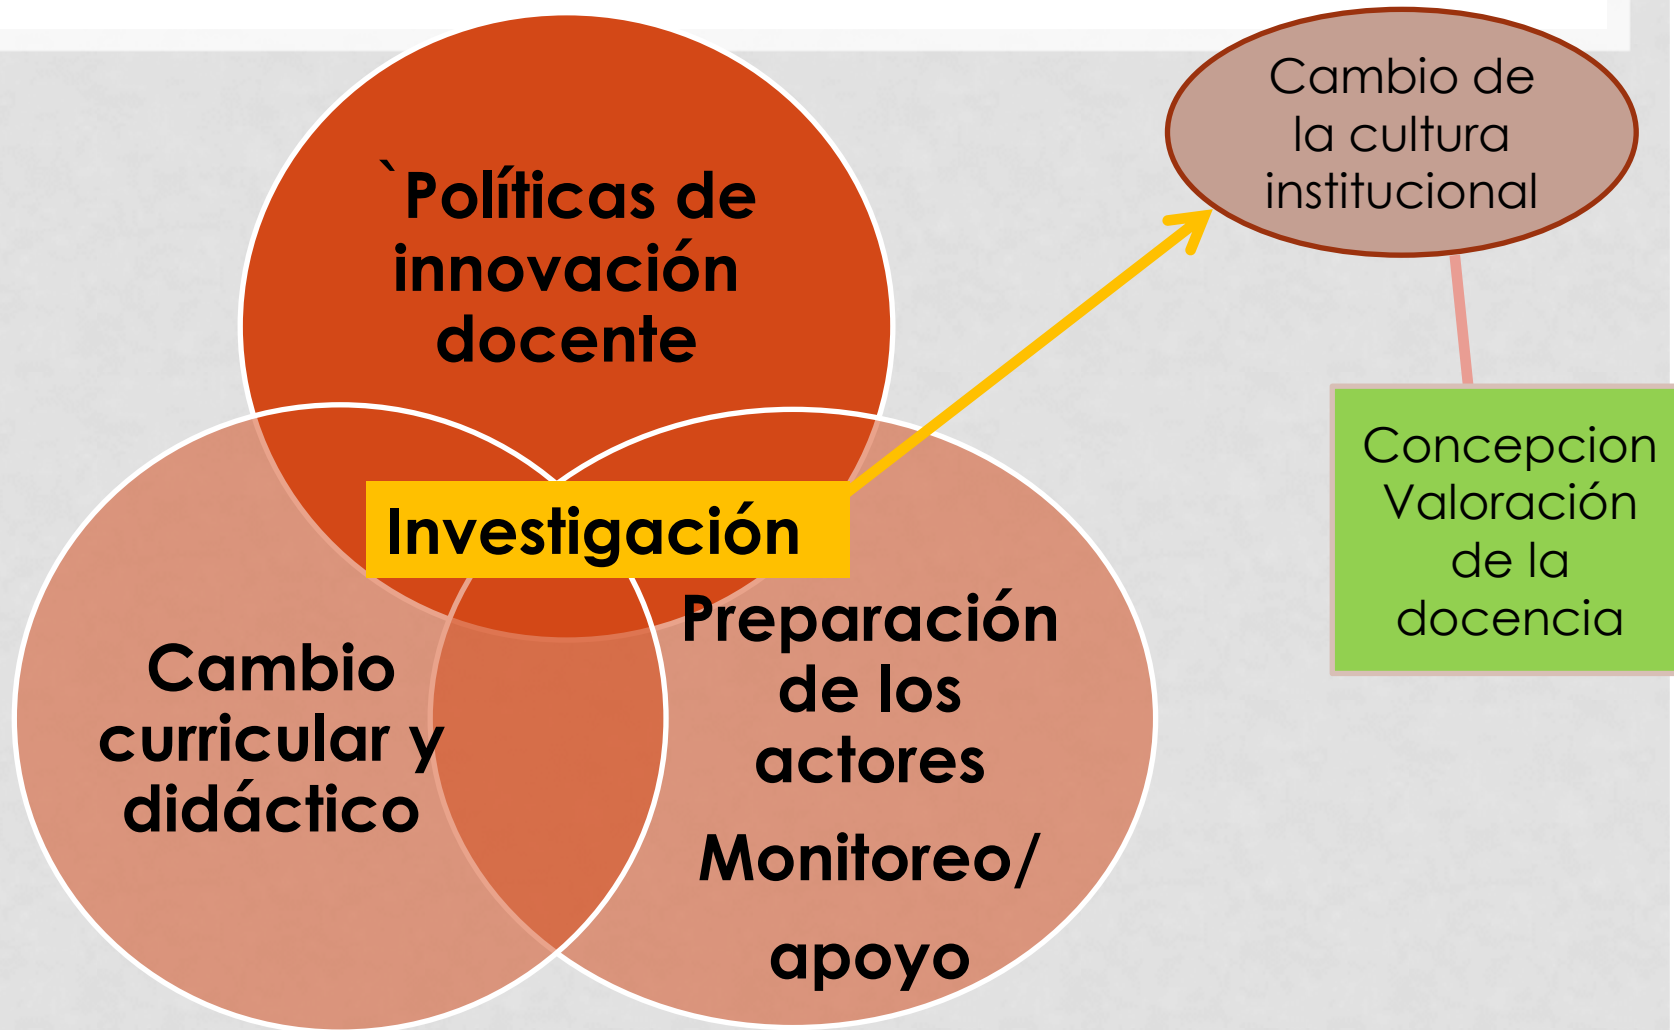 `Políticas de
innovación
docente
Investigación
Cambio
curricular y
didáctico
Preparación
de los
actores
Monitoreo/
apoyo
Cambio de
la cultura
institucional
Concepcion
Valoración
de la
docencia